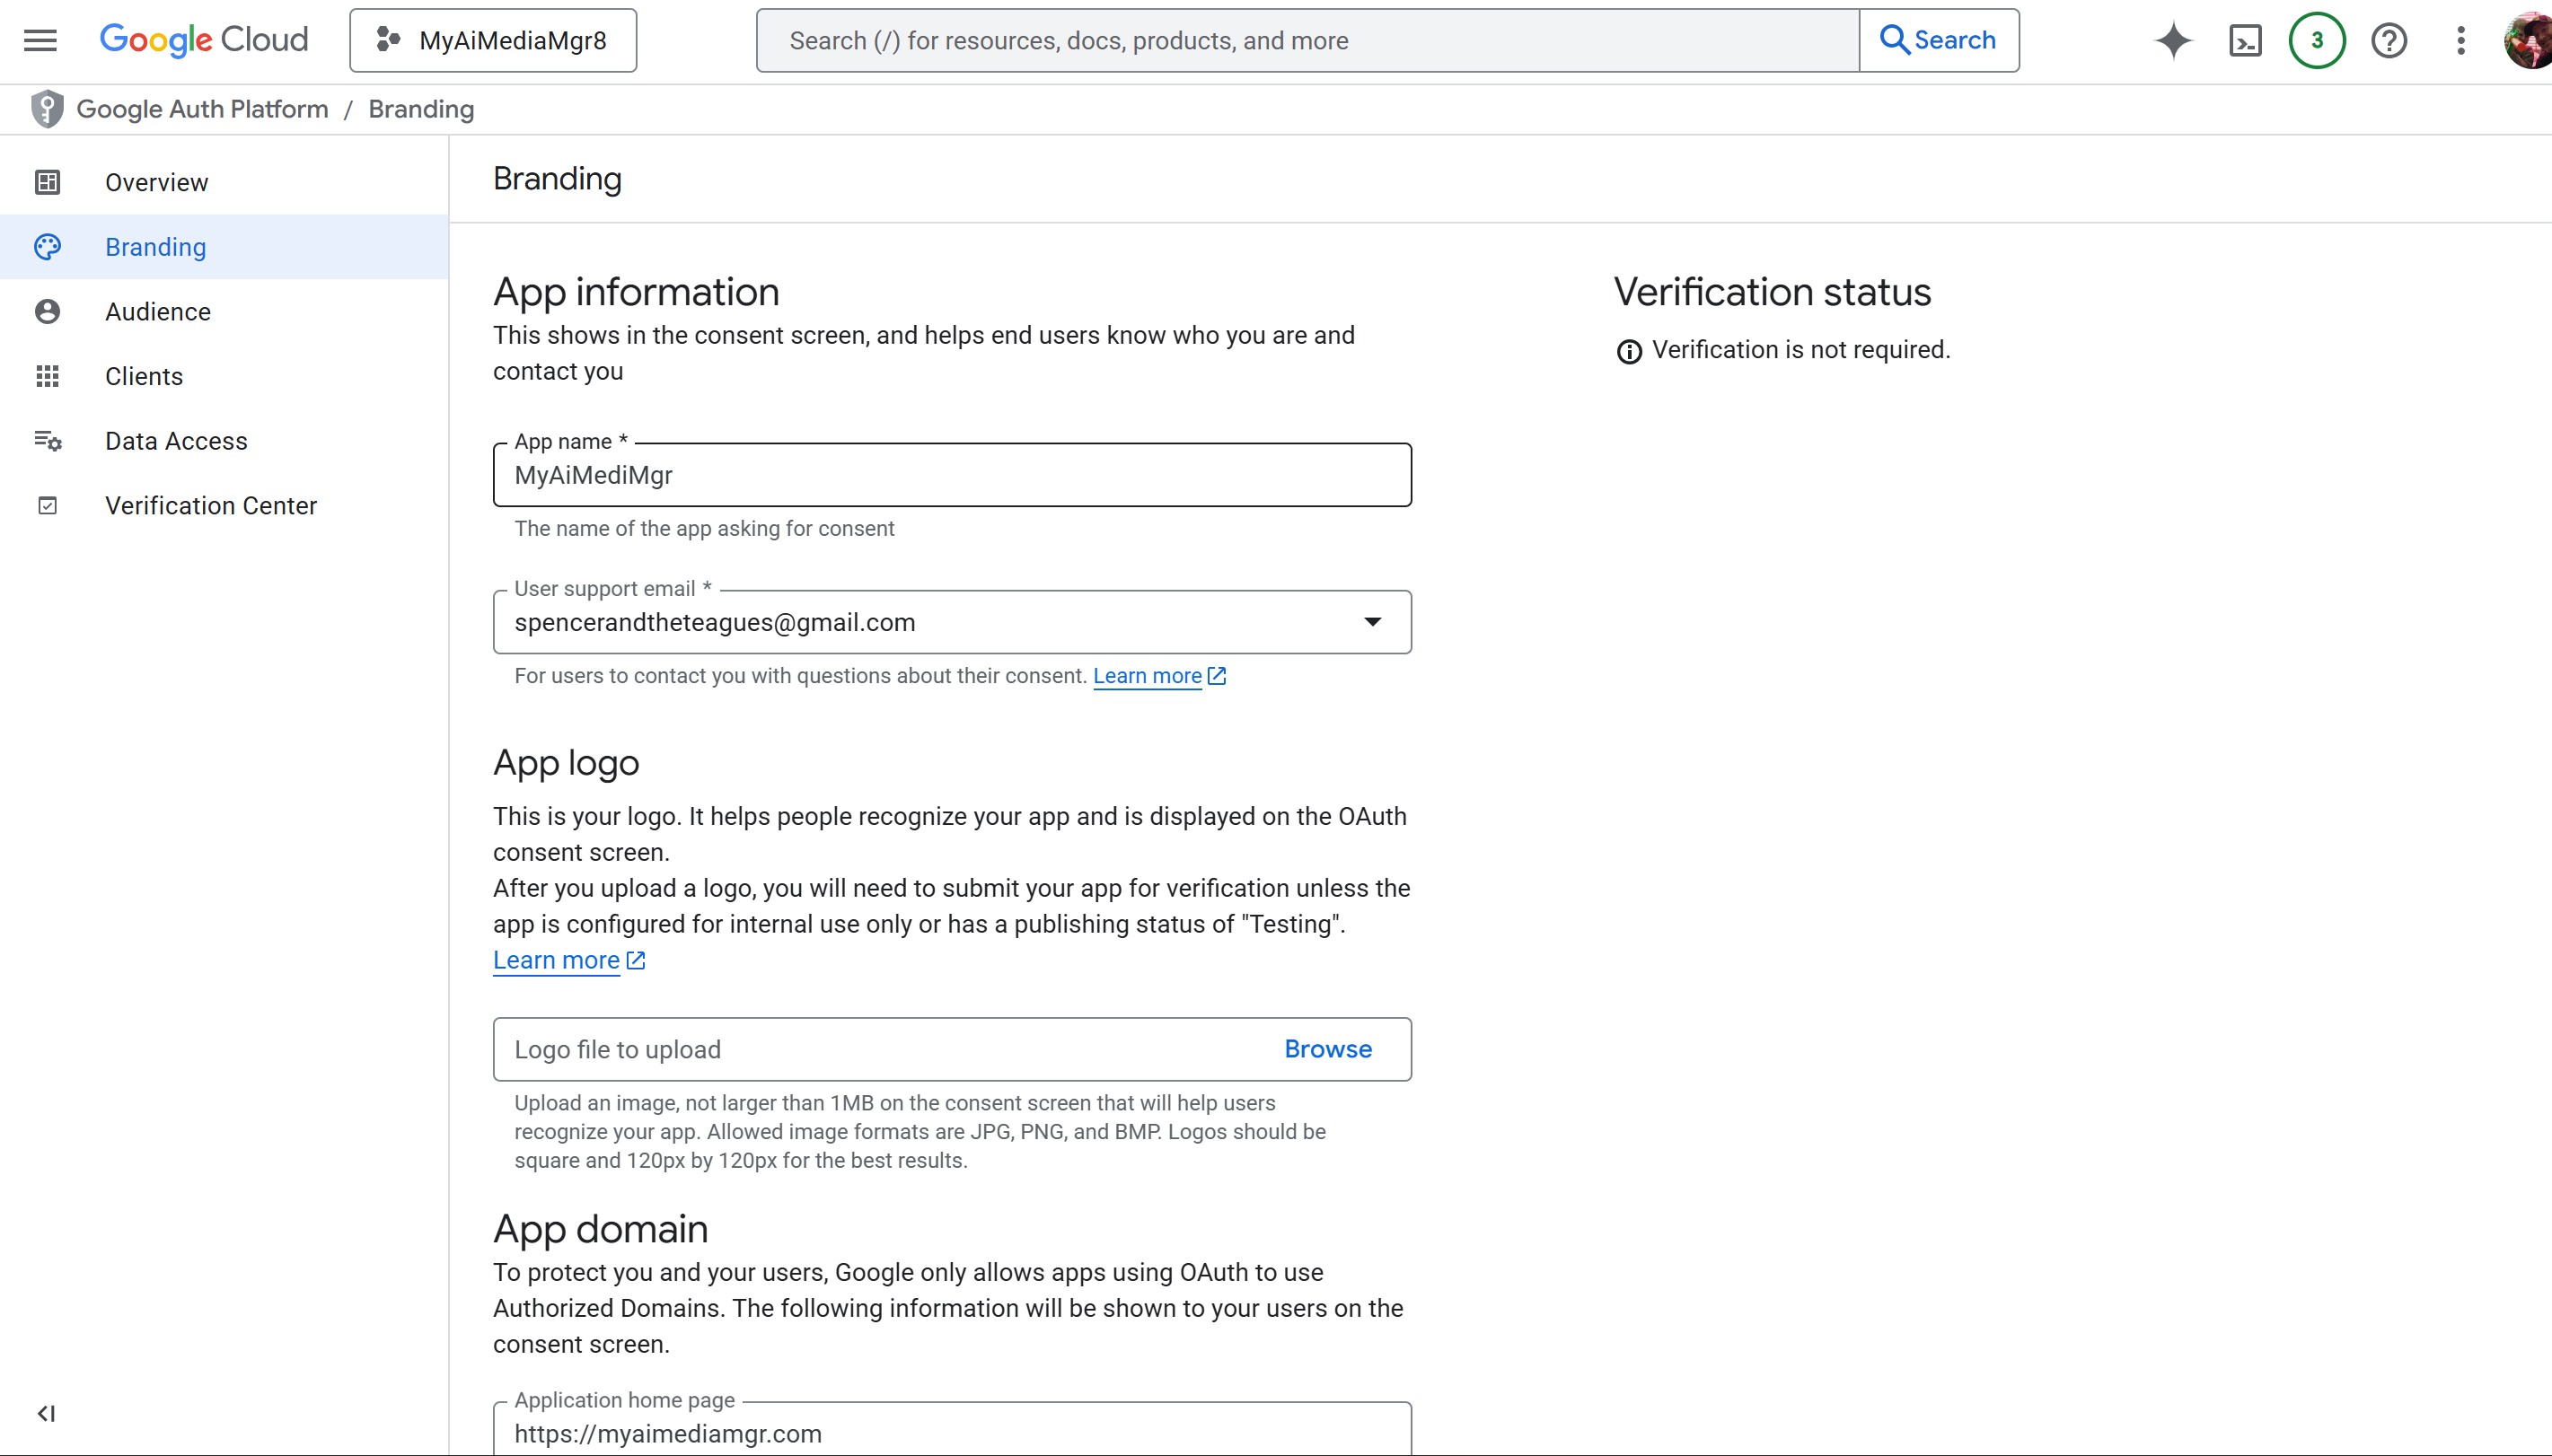 Google Cloud
MyAiMediaMgr8
Search (/) for resources, docs, products, and more
Search
3
Google Auth Platform / Branding
Overview
Branding
Audience
Clients
Data Access
Verification Center
Branding
App information
This shows in the consent screen, and helps end users know who you are and
contact you
App name *
MyAiMediMgr
The name of the app asking for consent
User support email *
spencerandtheteagues@gmail.com
For users to contact you with questions about their consent. Learn more
App logo
This is your logo. It helps people recognize your app and is displayed on the OAuth
consent screen.
After you upload a logo, you will need to submit your app for verification unless the
app is configured for internal use only or has a publishing status of "Testing".
Learn more
Logo file to upload
Browse
Upload an image, not larger than 1MB on the consent screen that will help users
recognize your app. Allowed image formats are JPG, PNG, and BMP. Logos should be
square and 120px by 120px for the best results.
App domain
To protect you and your users, Google only allows apps using OAuth to use
Authorized Domains. The following information will be shown to your users on the
consent screen.
Application home page
https://myaimediamgr.com
Verification status
Verification is not required.